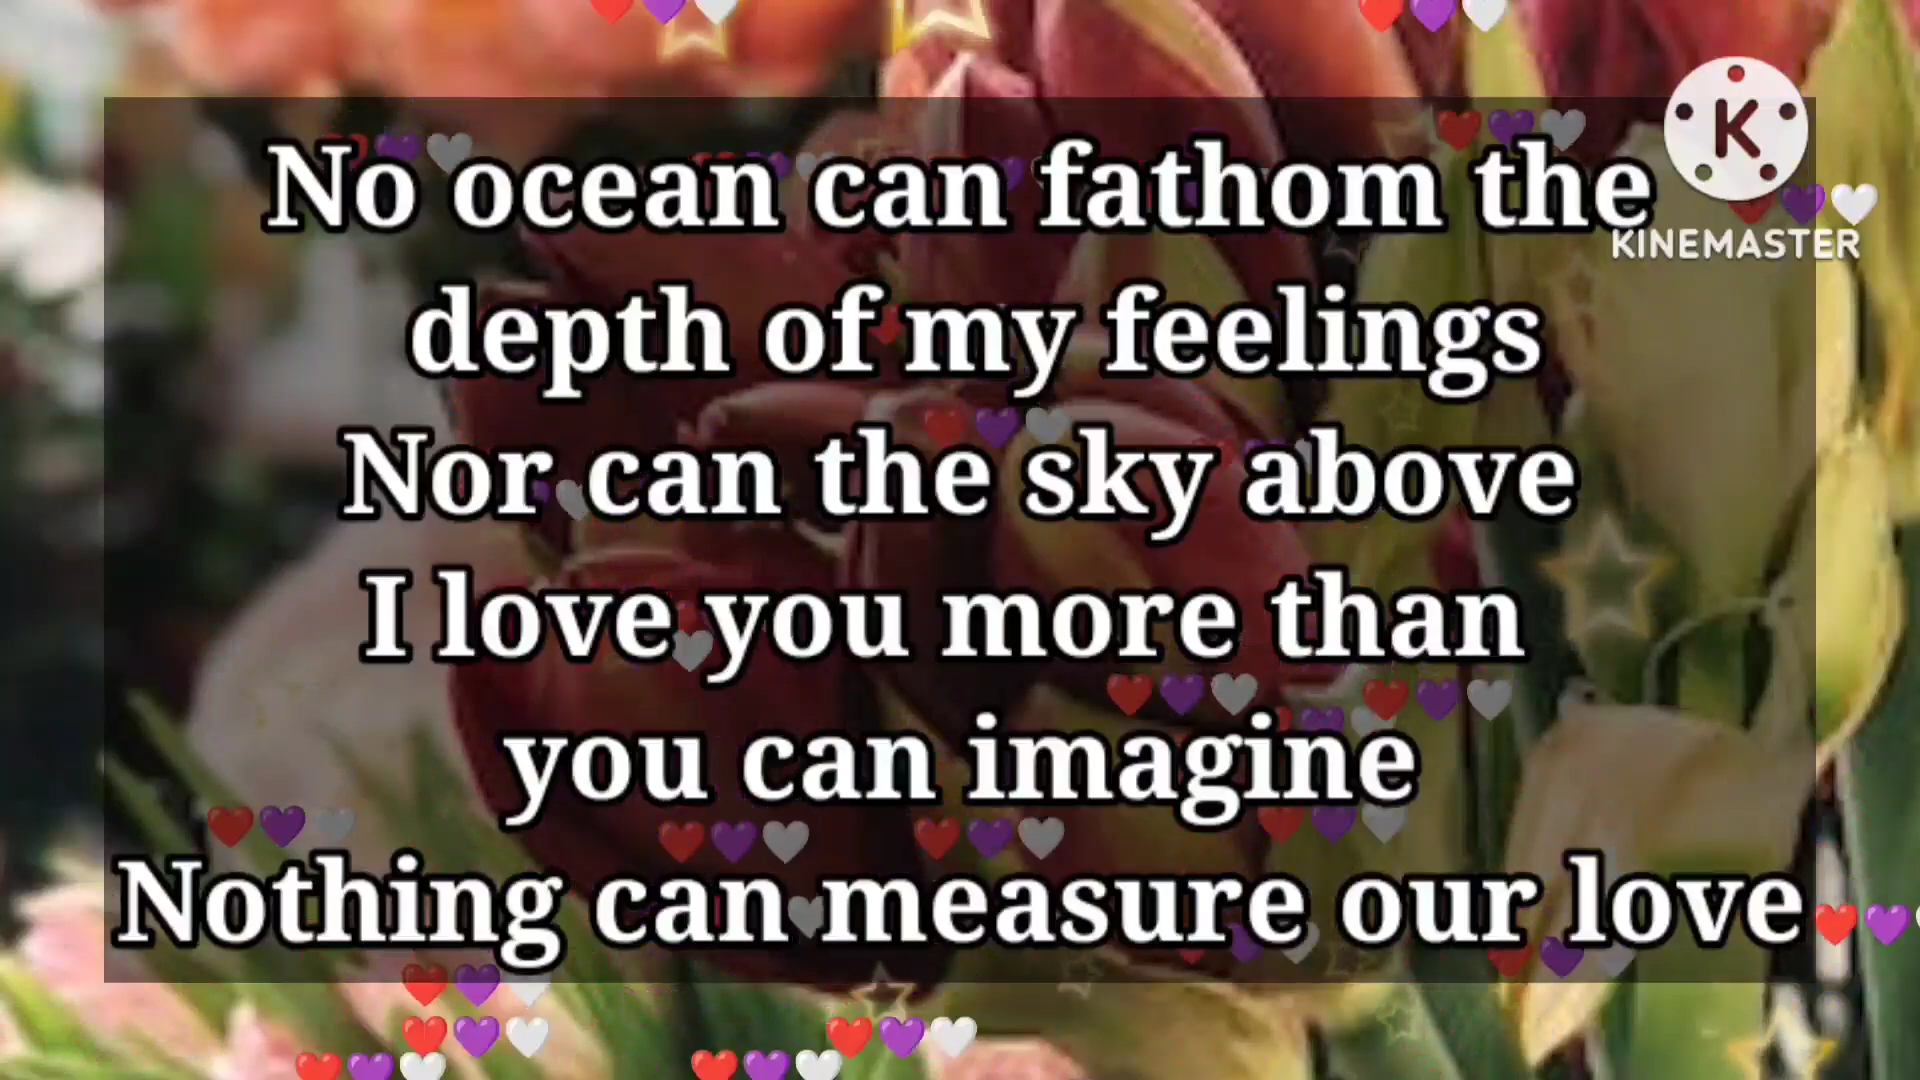 No ocean can fathom the
depth of my feelings
Nor can the sky above
I love you more than
you can imagine
Nothing can measure our love
K
KINEMASTER